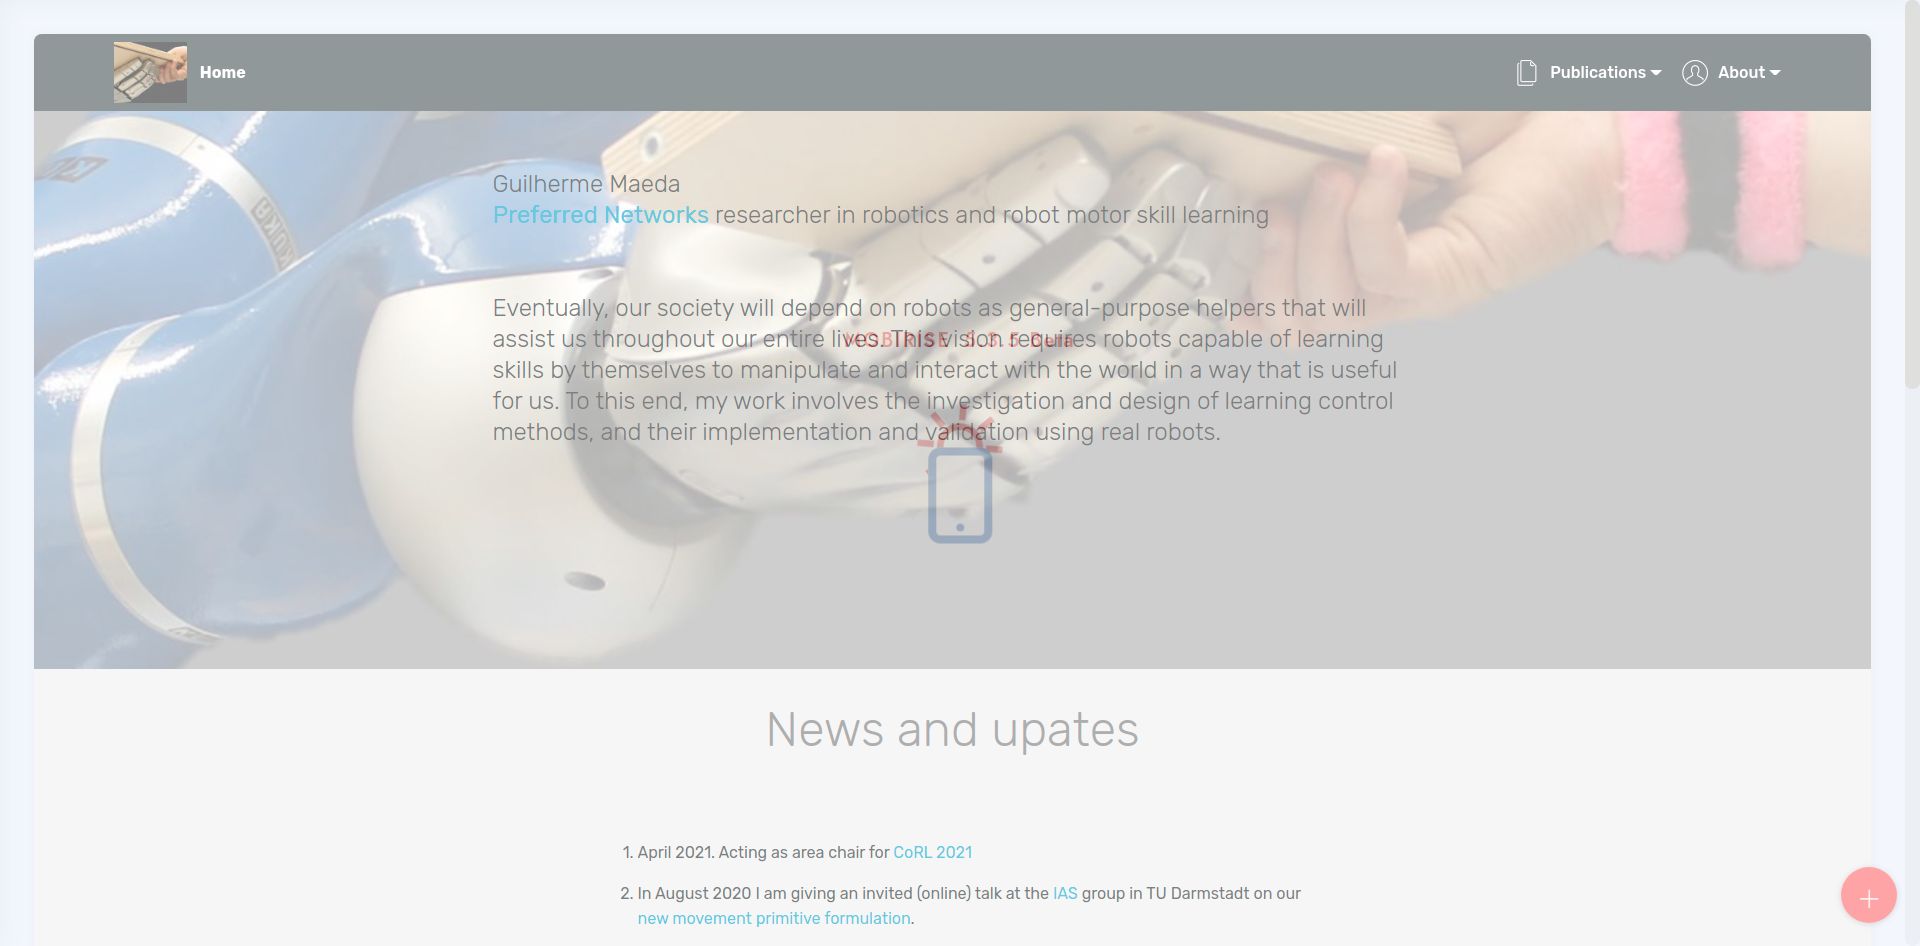 Home
Publications
About
Guilherme Maeda
Preferred Networks researcher in robotics and robot motor skill learning
Eventually, our society will depend on robots as general-purpose helpers that will
assist us throughout our entire lives. This vision requires robots capable of learning
skills by themselves to manipulate and interact with the world in a way that is useful
for us. To this end, my work involves the investigation and design of learning control
methods, and their implementation and validation using real robots.
MOBIRISE
KUKA
News and upates
1. April 2021. Acting as area chair for CoRL 2021
2. In August 2020 I am giving an invited (online) talk at the IAS group in TU Darmstadt on our
new movement primitive formulation.